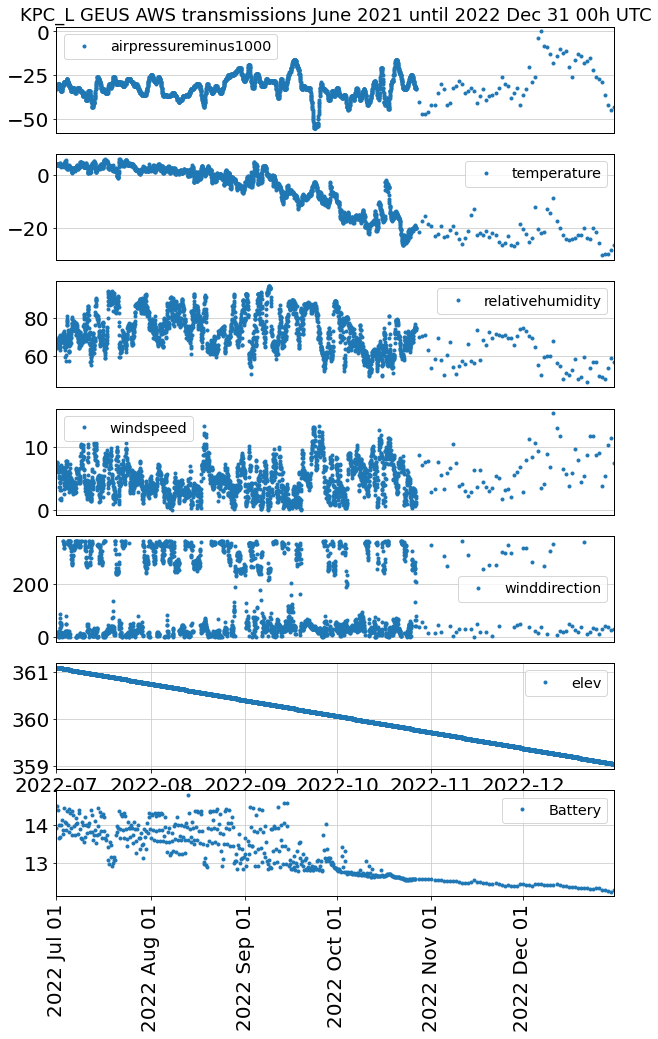 KPC_L GEUS AWS transmissions June 2021 until 2022 Dec 31 00h UTC
0
airpressureminus1000
−25
−50
0
temperature
−20
relativehumidity
80
60
windspeed
10
0
200
winddirection
0
361
elev
360
359
2022-07 2022-08 2022-09 2022-10 2022-11 2022-12
Battery
14
13
2022 Jul 01
2022 Aug 01
2022 Sep 01
2022 Oct 01
2022 Nov 01
2022 Dec 01